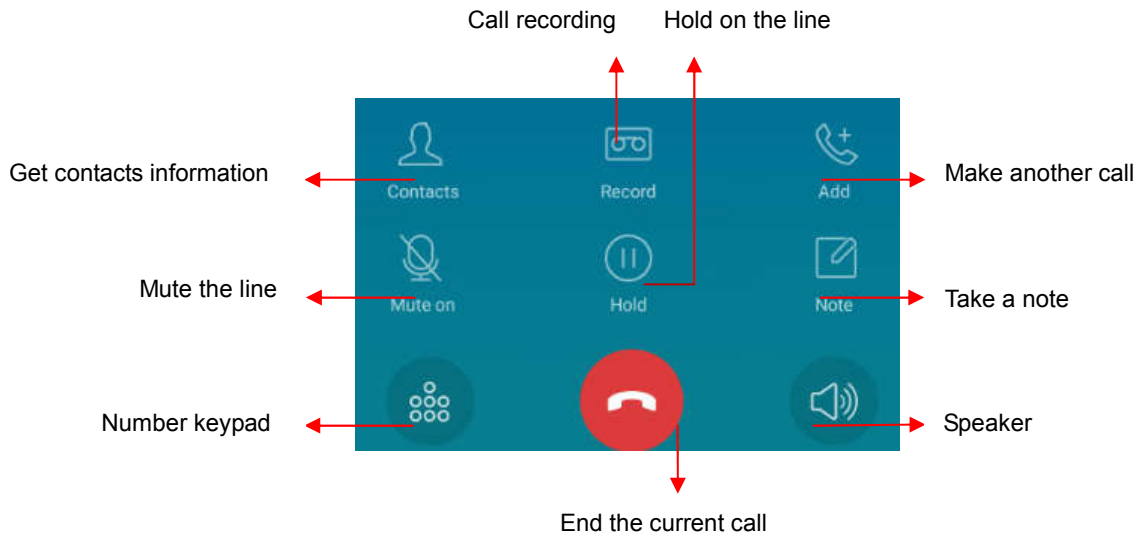 Call recording
Hold on the line
Get contacts information
Contacts
Record
Add
Make another call
Mute the line
Mute on
Hold
Note
Take a note
Number keypad
Speaker
End the current call